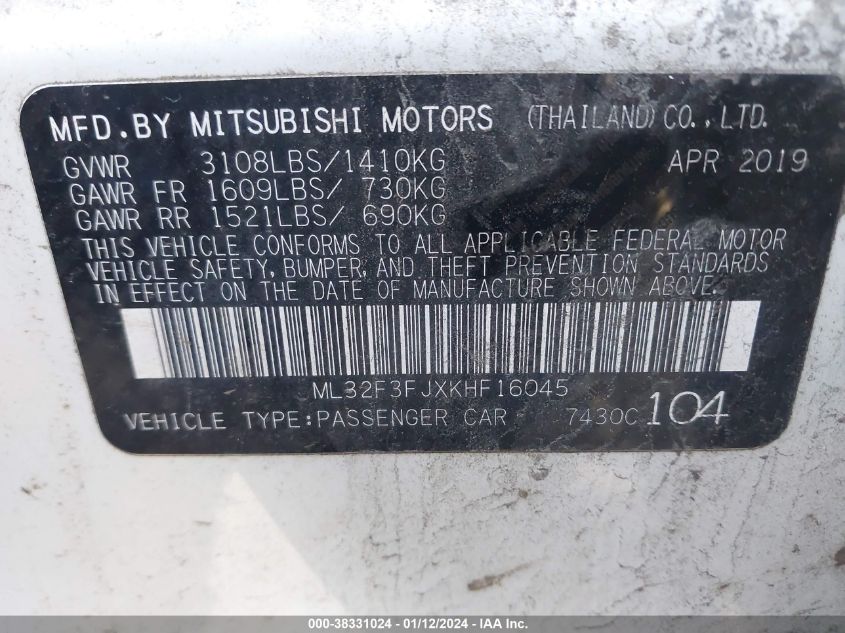 MFD.BY MITSUBISHI MOTORS (THAILAND)CO.,LTD.
GVWR 3108LBS/1410KG APR 2019
GAWR FR 1609LBS/ 730KG
GAWR RR 1521LBS/ 690KG
THIS VEHICLE CONFORMS TO ALL APPLICABLE FEDERAL MOTOR
VEHICLE SAFETY,BUMPER,AND THEFT PREVENTION STANDARDS
IN EFFECT ON THE DATE OF MANUFACTURE SHOWN ABOVE.
ML32F3FJXKHF16045
VEHICLE TYPE:PASSENGER CAR 7430C 104
000-38331024 - 01/12/2024 - IAAI.COM